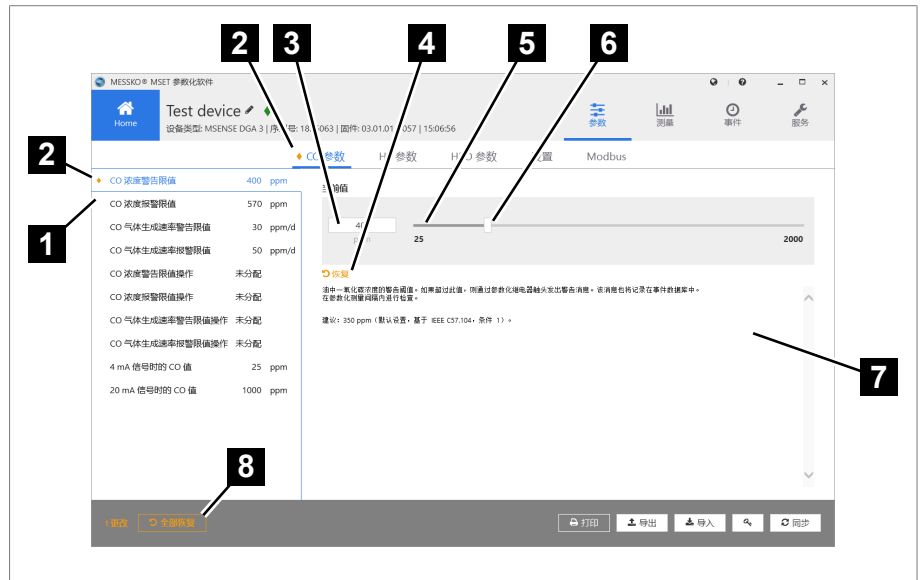 2 3 4 5 6
MESSKO® MSET 参数化软件
Home
Test device
设备类型: MSENSE DGA 3 | 序 号: 18. 063 | 固件: 03.01.01 057 | 15:06:56
参数 测量 事件 服务
2
CO 参数 H 参数 H O 参数 置 Modbus
CO 浓度警告限值 400 ppm
前值
CO 浓度报警限值 570 ppm
1
CO 气体生成速率警告限值 30 ppm/d
25 2000
CO 气体生成速率报警限值 50 ppm/d
CO 浓度警告限值操作 未分配
恢复
油中一氧化碳浓度的警告阈值。如果超过此值，则通过参数化继电器触头发出警告消息。该消息也将记录在事件数据库中。
在参数化测量间隔内进行检查。
CO 浓度报警限值操作 未分配
CO 气体生成速率警告限值操作 未分配
建议: 350 ppm（默认设置，基于 IEEE C57.104，条件 1）。
CO 气体生成速率报警限值操作 未分配
4 mA 信号时的 CO 值 25 ppm
7
20 mA 信号时的 CO 值 1000 ppm
8
1 更改 全部恢复
打印 导出 导入 同步